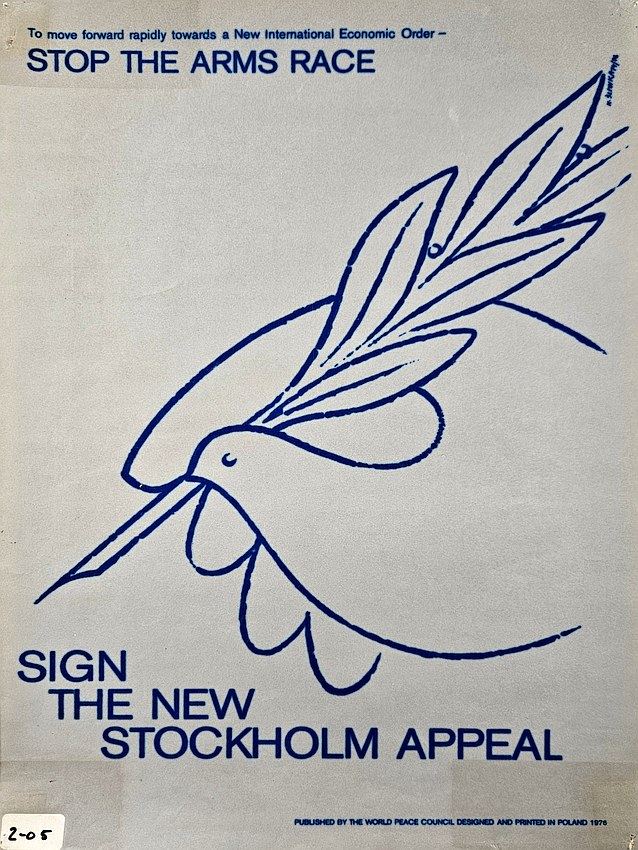 To move forward rapidly towards a New International Economic Order –
STOP THE ARMS RACE
SIGN
THE NEW
STOCKHOLM APPEAL
PUBLISHED BY THE WORLD PEACE COUNCIL DESIGNED AND PRINTED IN POLAND 1976
2-05